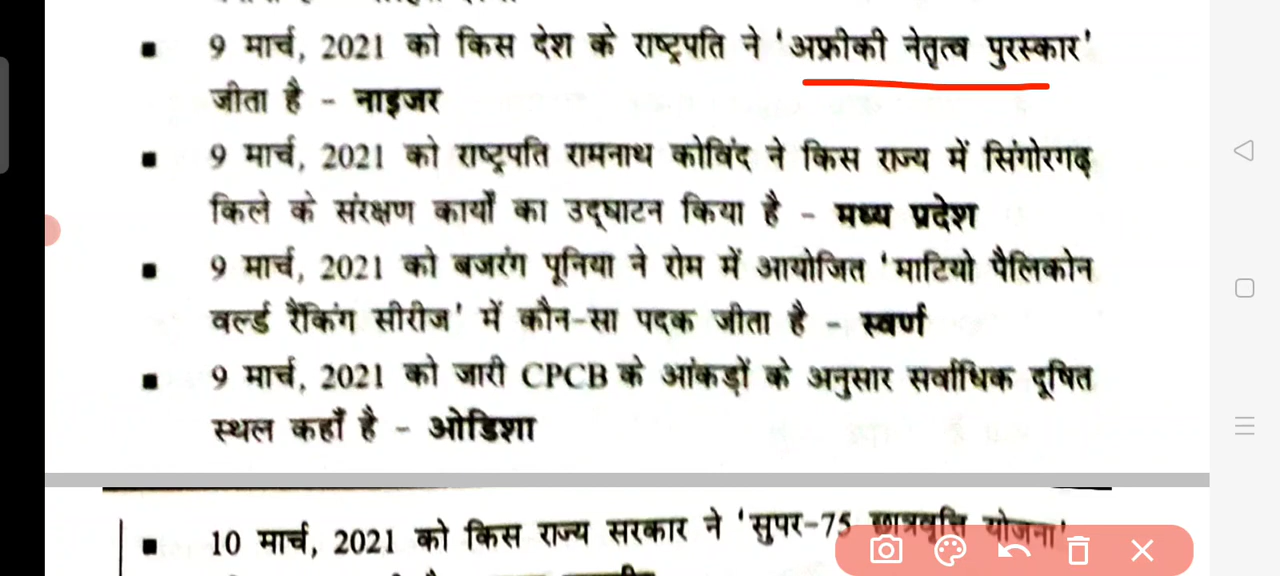 ■ 9 मार्च, 2021 को किस देश के राष्ट्रपति ने 'अफ्रीकी नेतृत्व पुरस्कार'
जीता है - नाइजर
■ 9 मार्च, 2021 को राष्ट्रपति रामनाथ कोविंद ने किस राज्य में सिंगोरगढ़
किले के संरक्षण कार्यों का उद्घाटन किया है - मध्य प्रदेश
■ 9 मार्च, 2021 को बजरंग पूनिया ने रोम में आयोजित 'माटियो पैलिकोन
वर्ल्ड रैंकिंग सीरीज' में कौन-सा पदक जीता है - स्वर्ण
■ 9 मार्च, 2021 को जारी CPCB के आंकड़ों के अनुसार सर्वाधिक दूषित
स्थल कहाँ है - ओडिशा
■ 10 मार्च, 2021 को किस राज्य सरकार ने 'सुपर-75 छात्रवृत्ति योजना'